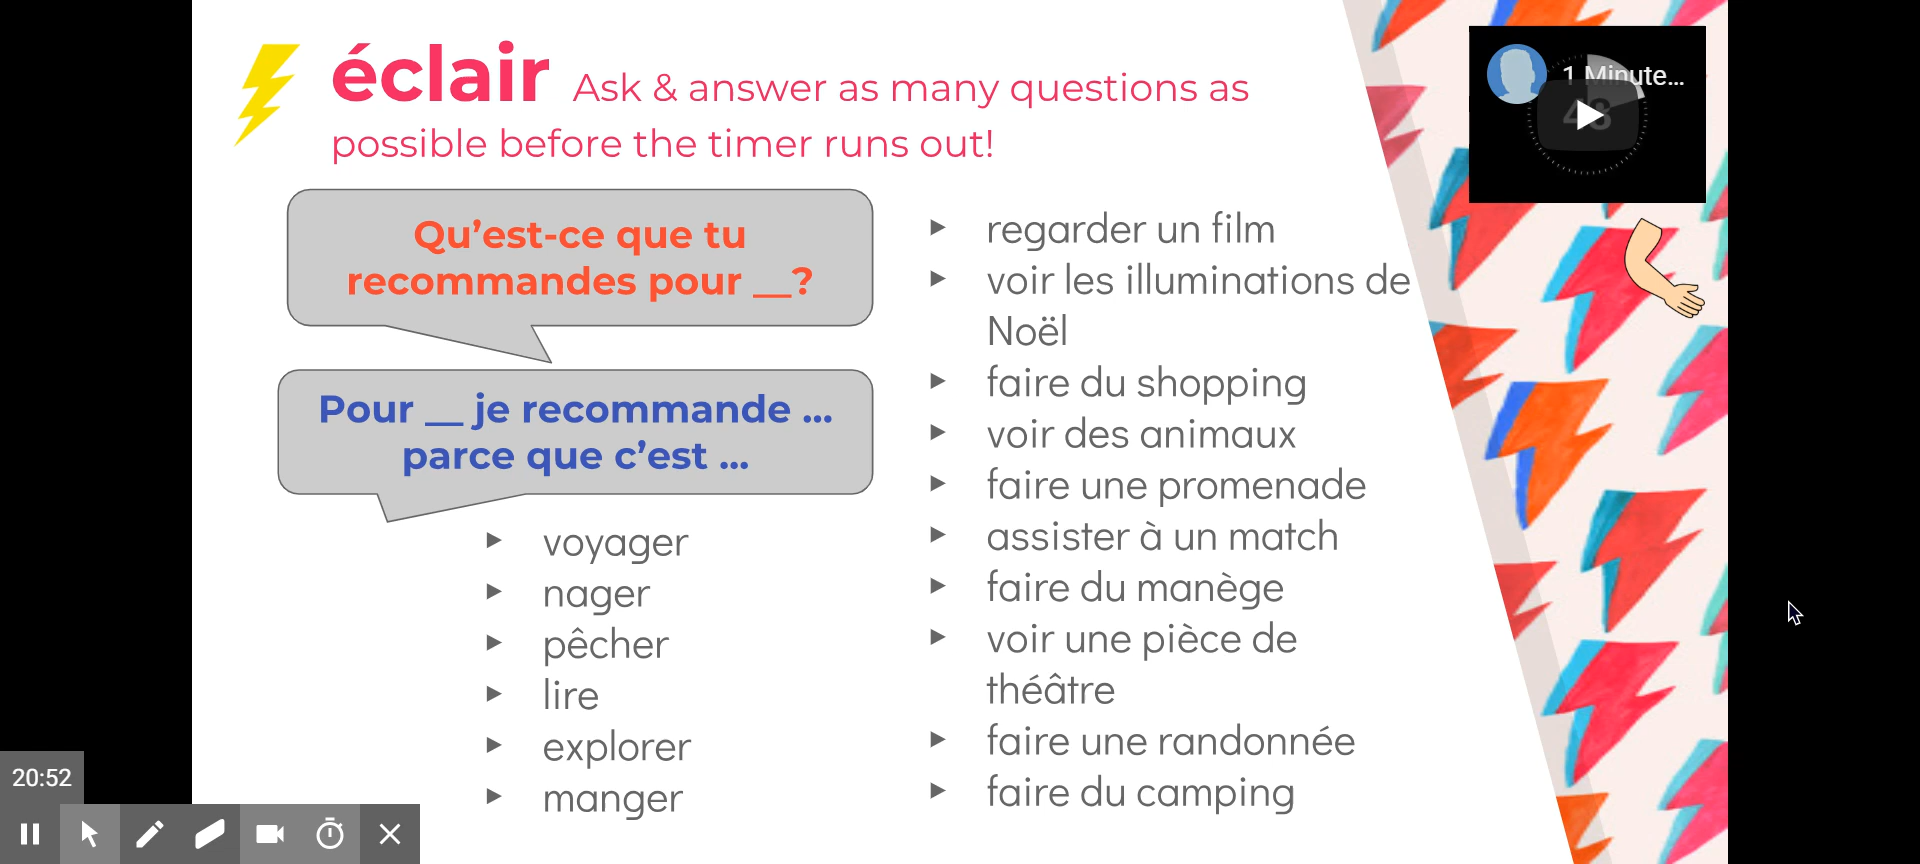 éclair Ask & answer as many questions as
possible before the timer runs out!
Qu’est-ce que tu
recommandes pour __?
Pour __ je recommande ...
parce que c’est ...
voyager
nager
pêcher
lire
explorer
manger
regarder un film
voir les illuminations de
Noël
faire du shopping
voir des animaux
faire une promenade
assister à un match
faire du manège
voir une pièce de
théâtre
faire une randonnée
faire du camping
1 Minute...
20:52